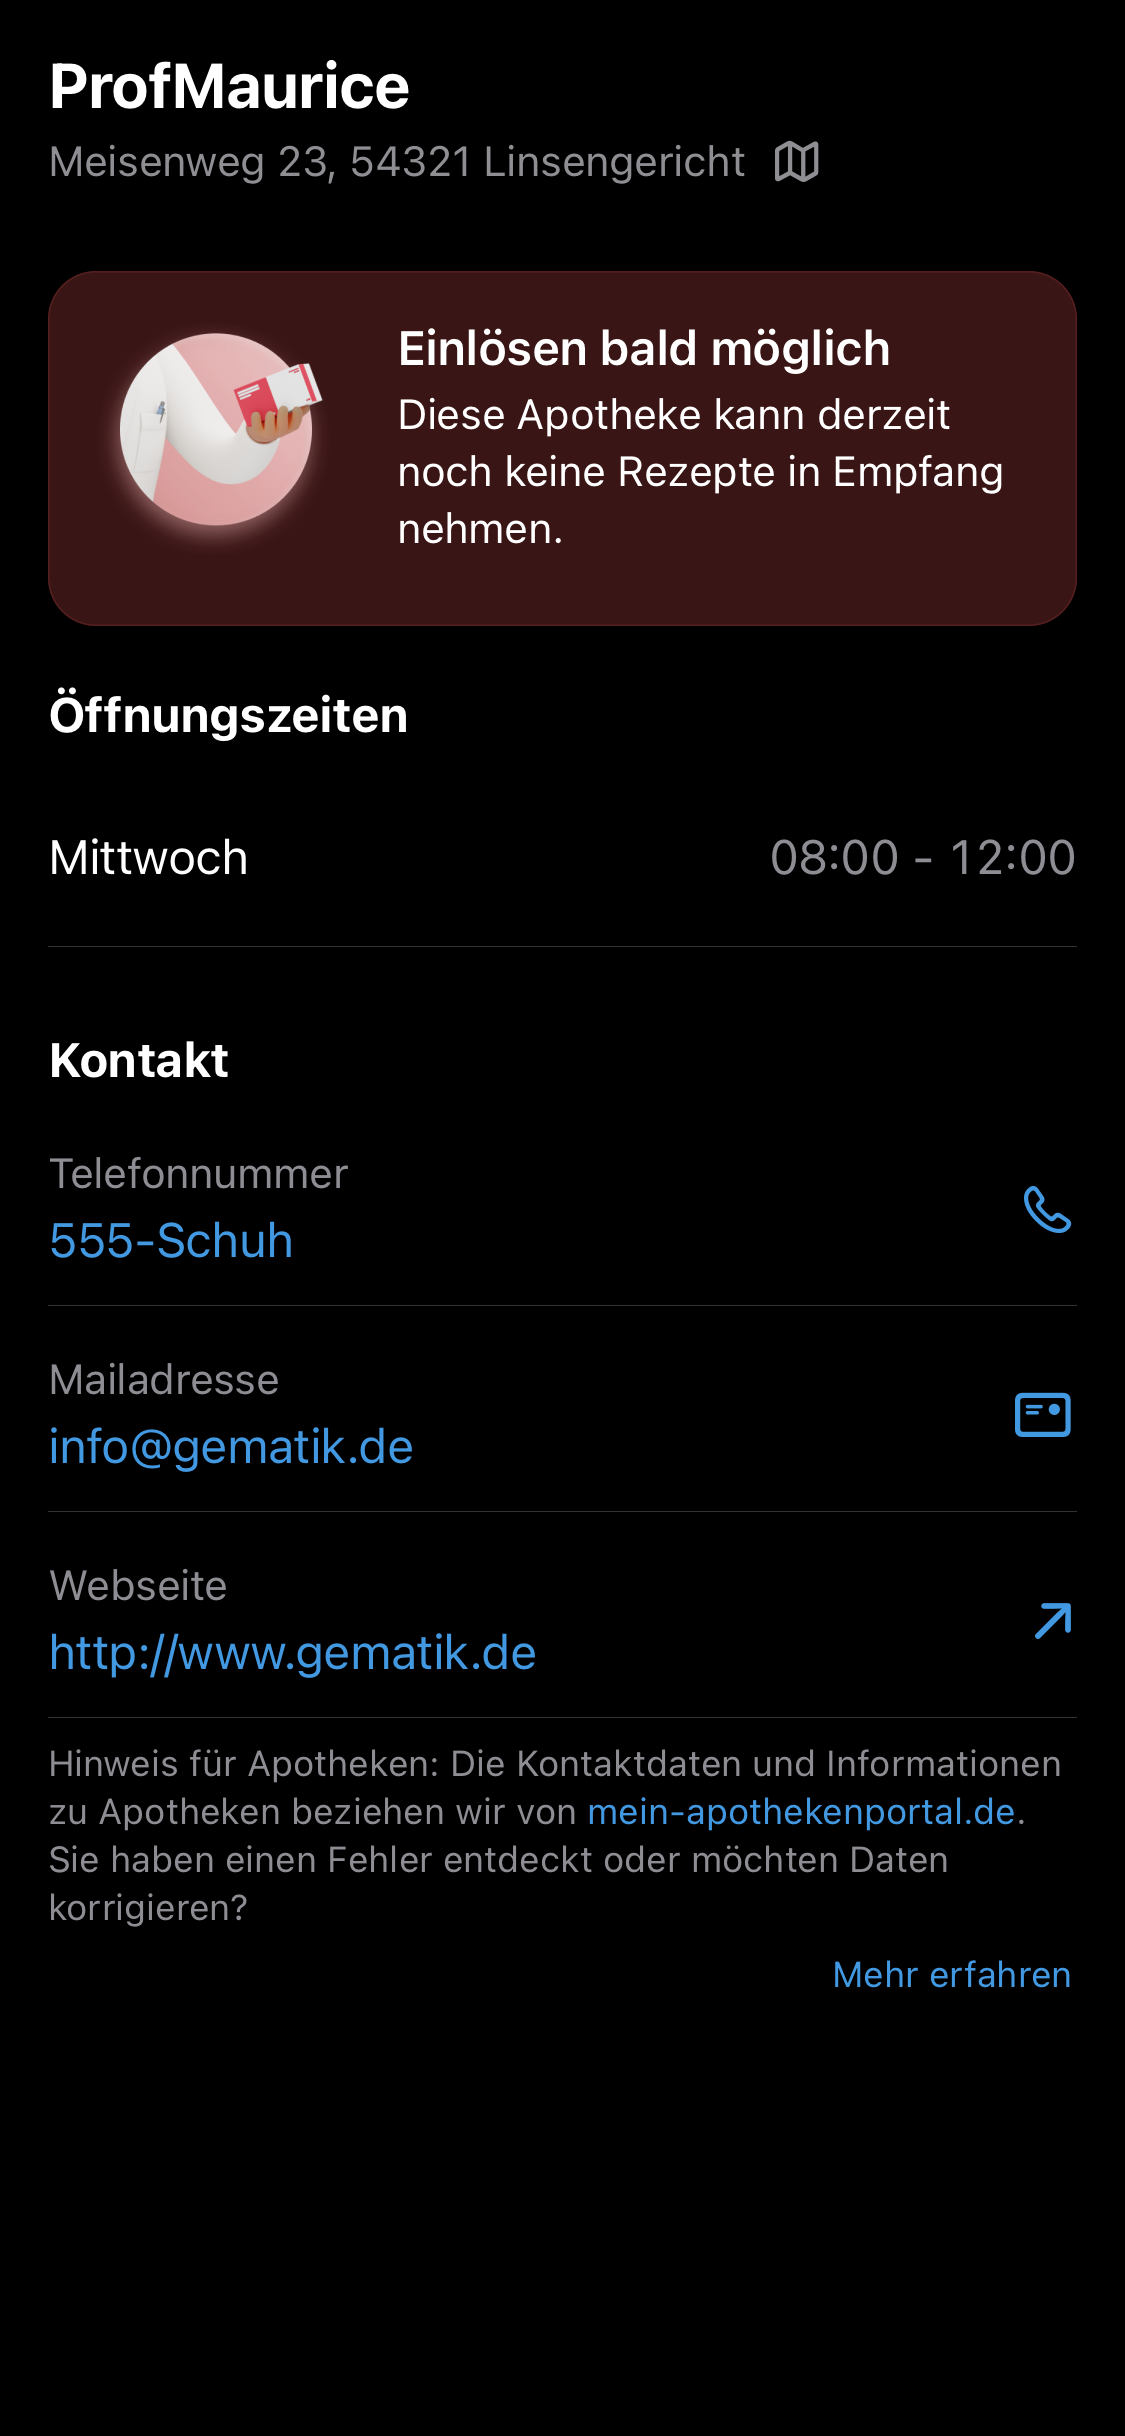 ProfMaurice
Meisenweg 23, 54321 Linsengericht
Einlösen bald möglich
Diese Apotheke kann derzeit
noch keine Rezepte in Empfang
nehmen.
Öffnungszeiten
Mittwoch 08:00 - 12:00
Kontakt
Telefonnummer
555-Schuh
Mailadresse
info@gematik.de
Webseite
http://www.gematik.de
Hinweis für Apotheken: Die Kontaktdaten und Informationen
zu Apotheken beziehen wir von mein-apothekenportal.de.
Sie haben einen Fehler entdeckt oder möchten Daten
korrigieren?
Mehr erfahren